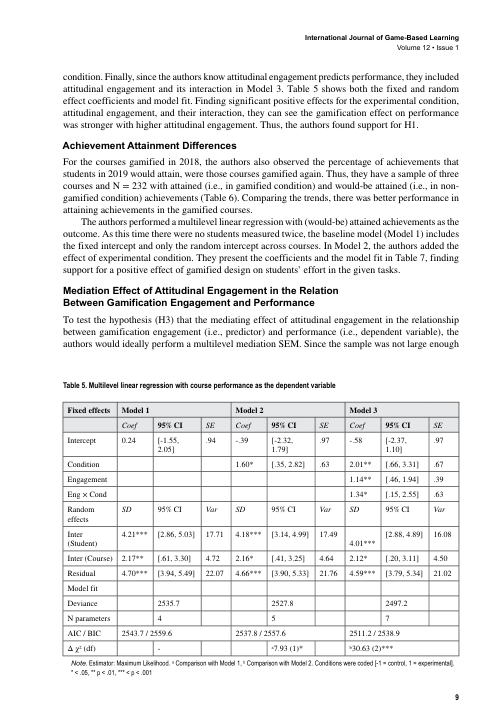 International Journal of Game-Based Learning
Volume 12 • Issue 1
condition. Finally, since the authors know attitudinal engagement predicts performance, they included
attitudinal engagement and its interaction in Model 3. Table 5 shows both the fixed and random
effect coefficients and model fit. Finding significant positive effects for the experimental condition,
attitudinal engagement, and their interaction, they can see the gamification effect on performance
was stronger with higher attitudinal engagement. Thus, the authors found support for H1.
Achievement Attainment Differences
For the courses gamified in 2018, the authors also observed the percentage of achievements that
students in 2019 would attain, were those courses gamified again. Thus, they have a sample of three
courses and N = 232 with attained (i.e., in gamified condition) and would-be attained (i.e., in non-
gamified condition) achievements (Table 6). Comparing the trends, there was better performance in
attaining achievements in the gamified courses.
The authors performed a multilevel linear regression with (would-be) attained achievements as the
outcome. As this time there were no students measured twice, the baseline model (Model 1) includes
the fixed intercept and only the random intercept across courses. In Model 2, the authors added the
effect of experimental condition. They present the coefficients and the model fit in Table 7, finding
support for a positive effect of gamified design on students' effort in the given tasks.
Mediation Effect of Attitudinal Engagement in the Relation
Between Gamification Engagement and Performance
To test the hypothesis (H3) that the mediating effect of attitudinal engagement in the relationship
between gamification engagement (i.e., predictor) and performance (i.e., dependent variable), the
authors would ideally perform a multilevel mediation SEM. Since the sample was not large enough
Table 5. Multilevel linear regression with course performance as the dependent variable
Fixed effects Model 1 Model 2 Model 3
Coef 95% CI SE Coef 95% CI SE Coef 95% CI SE
Intercept 0.24 [-1.55, 2.05] .94 -.39 [-2.32, 1.79] .97 -.58 [-2.37, 1.10] .97
Condition 1.60* [.35, 2.82] .63 2.01** [.66, 3.31] .67
Engagement 1.14** [.46, 1.94] .39
Eng × Cond 1.34* [.15, 2.55] .63
Random effects SD 95% CI Var SD 95% CI Var SD 95% CI Var
Inter (Student) 4.21*** [2.86, 5.03] 17.71 4.18*** [3.14, 4.99] 17.49 4.01*** [2.88, 4.89] 16.08
Inter (Course) 2.17** [.61, 3.30] 4.72 2.16* [.41, 3.25] 4.64 2.12* [.20, 3.11] 4.50
Residual 4.70*** [3.94, 5.49] 22.07 4.66*** [3.90, 5.33] 21.76 4.59*** [3.79, 5.34] 21.02
Model fit
Deviance 2535.7 2527.8 2497.2
N parameters 4 5 7
AIC / BIC 2543.7 / 2559.6 2537.8 / 2557.6 2511.2 / 2538.9
Δ χ² (df) - ᵃ7.93 (1)* ᵇ30.63 (2)***
Note. Estimator: Maximum Likelihood. ᵃ Comparison with Model 1, ᵇ Comparison with Model 2. Conditions were coded [-1 = control, 1 = experimental].
* < .05, ** p < .01, *** < p < .001
9